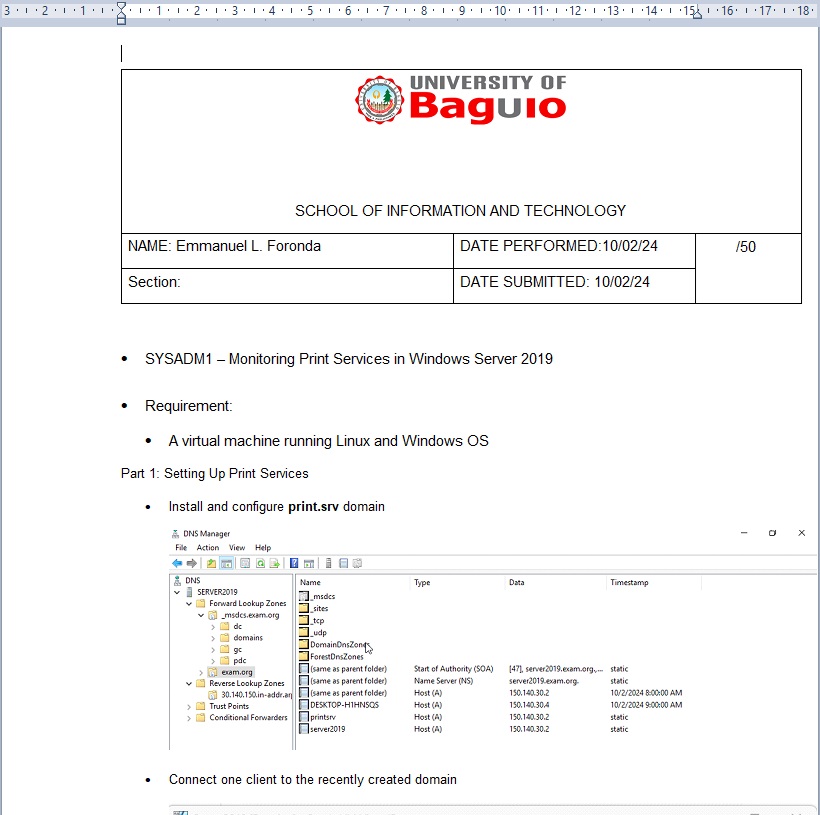 3 · 2 · 1 · 1 · 2 · 3 · 4 · 5 · 6 · 7 · 8 · 9 · 10 · 11 · 12 · 13 · 14 · 15 · 16 · 17 · 18
UNIVERSITY OF
Baguio
SCHOOL OF INFORMATION AND TECHNOLOGY
NAME: Emmanuel L. Foronda DATE PERFORMED:10/02/24 /50
Section: DATE SUBMITTED: 10/02/24
• SYSADM1 – Monitoring Print Services in Windows Server 2019
• Requirement:
• A virtual machine running Linux and Windows OS
Part 1: Setting Up Print Services
• Install and configure print.srv domain
DNS Manager
File Action View Help
DNS
SERVER2019
Forward Lookup Zones
_msdcs.exam.org
dc
domains
gc
pdc
exam.org
Reverse Lookup Zones
30.140.150.in-addr.arp
Trust Points
Conditional Forwarders
Name Type Data Timestamp
_msdcs
_sites
_tcp
_udp
DomainDnsZones
ForestDnsZones
(same as parent folder) Start of Authority (SOA) [47], server2019.exam.org.,... static
(same as parent folder) Name Server (NS) server2019.exam.org. static
(same as parent folder) Host (A) 150.140.30.2 10/2/2024 8:00:00 AM
DESKTOP-H1HNSQS Host (A) 150.140.30.4 10/2/2024 9:00:00 AM
printsrv Host (A) 150.140.30.2 static
server2019 Host (A) 150.140.30.2 static
• Connect one client to the recently created domain